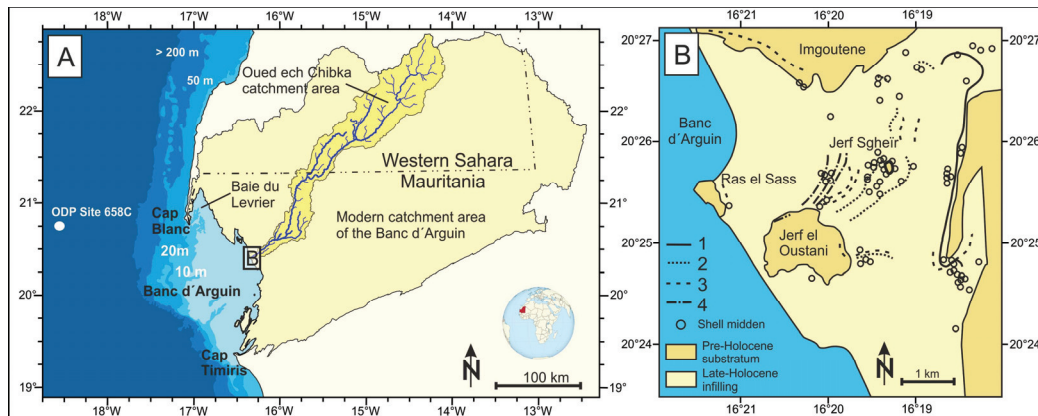 A
> 200 m
50 m
Oued ech Chibka
catchment area
Western Sahara
Mauritania
Baie du
Levrier
ODP Site 658C
Cap
Blanc
Modern catchment area
of the Banc d´Arguin
B
20m
10 m
Banc d´Arguin
Cap
Timiris
N
100 km
22°
21°
20°
19°
18°W
17°W
16°W
15°W
14°W
13°W
18°W
17°W
16°W
15°W
14°W
13°W
22°
21°
20°
19°
B
16°21
16°20
16°19
20°27
20°26
20°25
20°24
Imgoutene
Banc
d´Arguin
Jerf Sgheïr
Ras el Sass
Jerf el
Oustani
1
2
3
4
Shell midden
Pre-Holocene
substratum
Late-Holocene
infilling
N
1 km
20°27
20°26
20°25
20°24
16°21
16°20
16°19